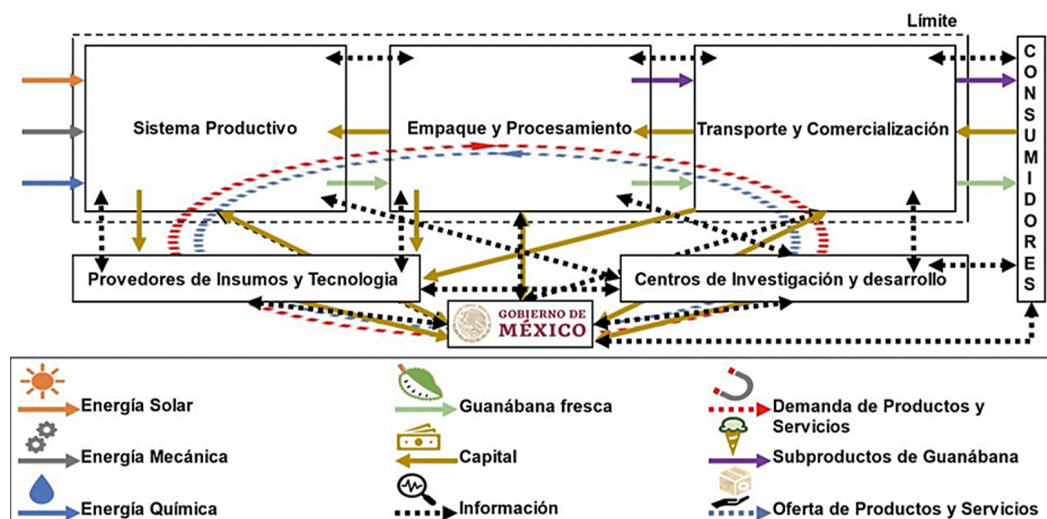 Límite
Sistema Productivo
Empaque y Procesamiento
Transporte y Comercialización
CONSUMIDORES
Provedores de Insumos y Tecnologia
Centros de Investigación y desarrollo
GOBIERNO DE
MÉXICO
Energía Solar
Guanábana fresca
Demanda de Productos y
Servicios
Energía Mecánica
Capital
Subproductos de Guanábana
Energía Química
Información
Oferta de Productos y Servicios